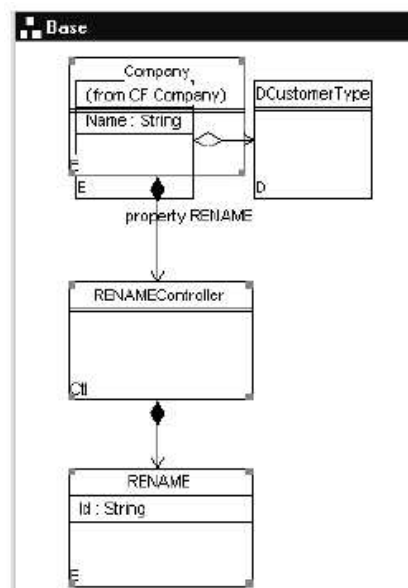 Base
Company
(from CF Company)
DCustomerType
Name : String
E
E
D
property RENAME
RENAMEController
Ctl
RENAME
Id : String
E